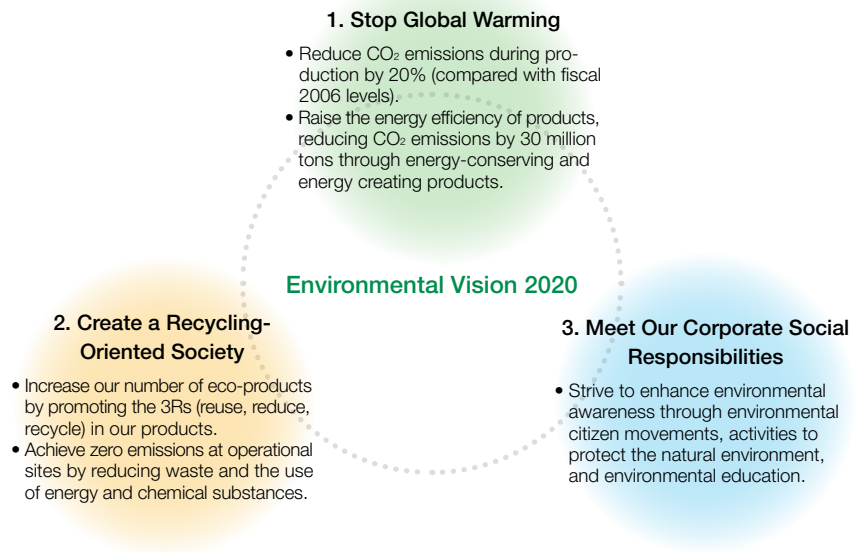 1. Stop Global Warming
• Reduce CO₂ emissions during pro-
duction by 20% (compared with fiscal
2006 levels).
• Raise the energy efficiency of products,
reducing CO₂ emissions by 30 million
tons through energy-conserving and
energy creating products.
Environmental Vision 2020
2. Create a Recycling-
Oriented Society
• Increase our number of eco-products
by promoting the 3Rs (reuse, reduce,
recycle) in our products.
• Achieve zero emissions at operational
sites by reducing waste and the use
of energy and chemical substances.
3. Meet Our Corporate Social
Responsibilities
• Strive to enhance environmental
awareness through environmental
citizen movements, activities to
protect the natural environment,
and environmental education.